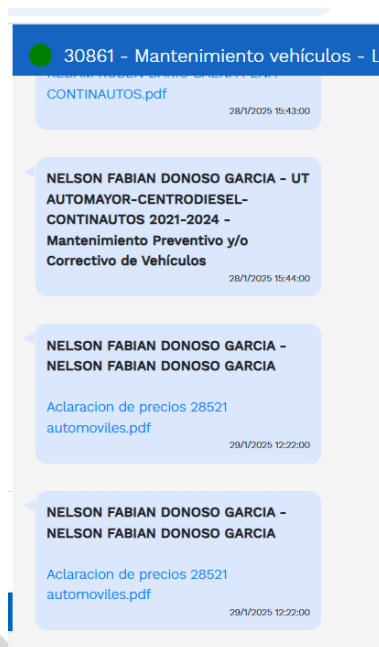 30861 - Mantenimiento vehículos - L
CONTINAUTOS.pdf
28/1/2025 15:43:00
NELSON FABIAN DONOSO GARCIA - UT
AUTOMAYOR-CENTRODIESEL-
CONTINAUTOS 2021-2024 -
Mantenimiento Preventivo y/o
Correctivo de Vehículos
28/1/2025 15:44:00
NELSON FABIAN DONOSO GARCIA -
NELSON FABIAN DONOSO GARCIA
Aclaracion de precios 28521
automoviles.pdf
29/1/2025 12:22:00
NELSON FABIAN DONOSO GARCIA -
NELSON FABIAN DONOSO GARCIA
Aclaracion de precios 28521
automoviles.pdf
29/1/2025 12:22:00